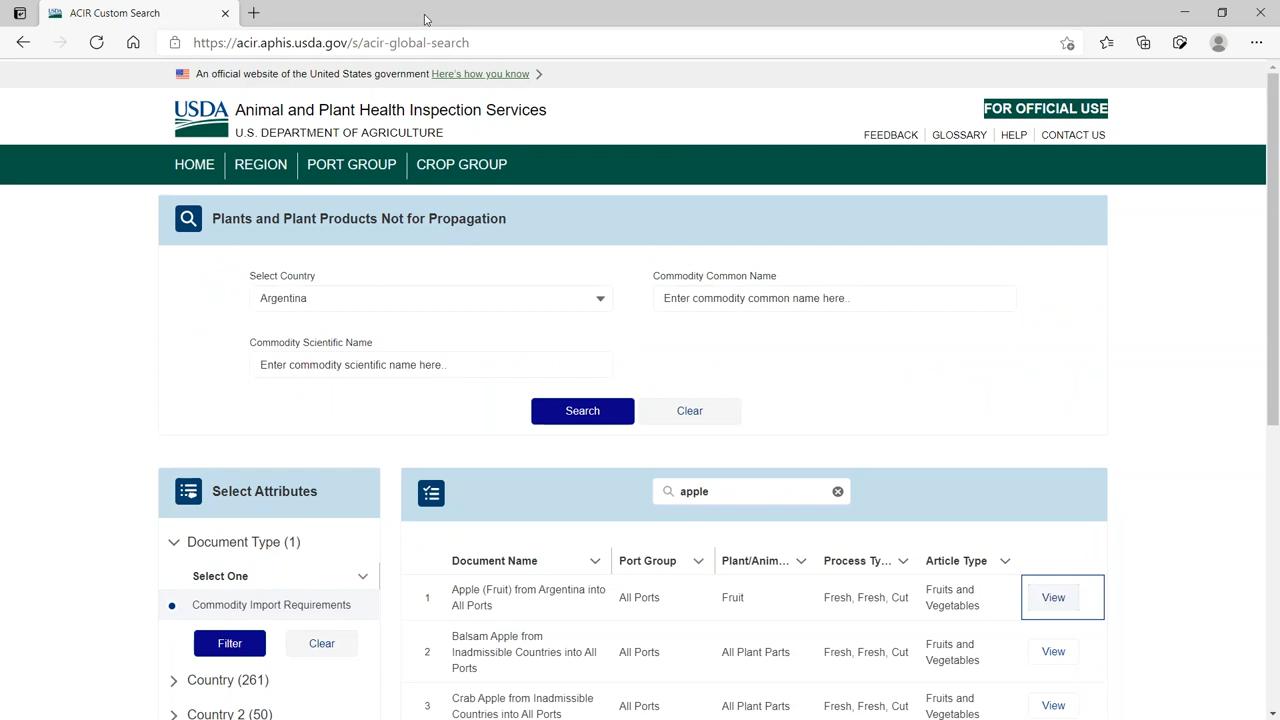 ACIR Custom Search
https://acir.aphis.usda.gov/s/acir-global-search
An official website of the United States government Here's how you know
USDA Animal and Plant Health Inspection Services
U.S. DEPARTMENT OF AGRICULTURE
FOR OFFICIAL USE
FEEDBACK GLOSSARY HELP CONTACT US
HOME REGION PORT GROUP CROP GROUP
Plants and Plant Products Not for Propagation
Select Country
Argentina
Commodity Common Name
Enter commodity common name here..
Commodity Scientific Name
Enter commodity scientific name here..
Search Clear
Select Attributes
Document Type (1)
Select One
Commodity Import Requirements
Filter Clear
Country (261)
Country 2 (50)
apple
Document Name Port Group Plant/Anim... Process Ty... Article Type
1 Apple (Fruit) from Argentina into All Ports Fruit Fresh, Fresh, Cut Fruits and View
All Ports Vegetables
2 Balsam Apple from All Ports All Plant Parts Fresh, Fresh, Cut Fruits and View
Inadmissible Countries into All Vegetables
Ports
3 Crab Apple from Inadmissible All Ports All Plant Parts Fresh, Fresh, Cut Fruits and View
Countries into All Ports Vegetables